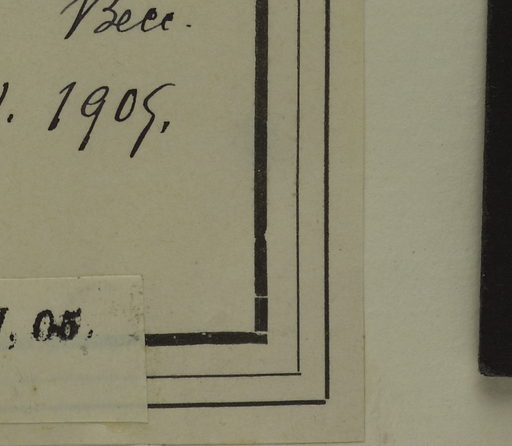 Becc.
. 1905.
, 05.